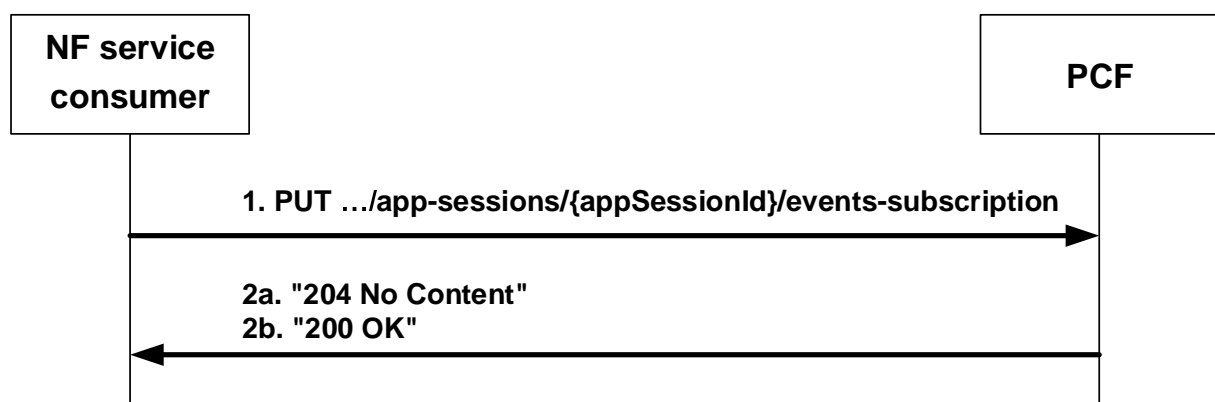 NF service
consumer
PCF
1. PUT …/app-sessions/{appSessionId}/events-subscription
2a. "204 No Content"
2b. "200 OK"